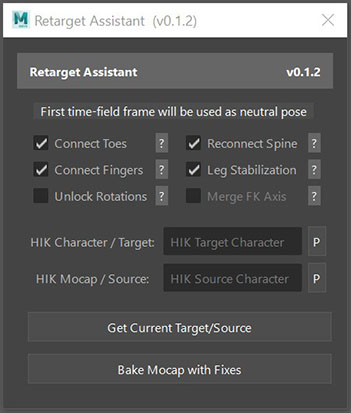 Retarget Assistant (v0.1.2)
Retarget Assistant v0.1.2
First time-field frame will be used as neutral pose
Connect Toes ? Reconnect Spine ?
Connect Fingers ? Leg Stabilization ?
Unlock Rotations ? Merge FK Axis ?
HIK Character / Target: HIK Target Character P
HIK Mocap / Source: HIK Source Character P
Get Current Target/Source
Bake Mocap with Fixes